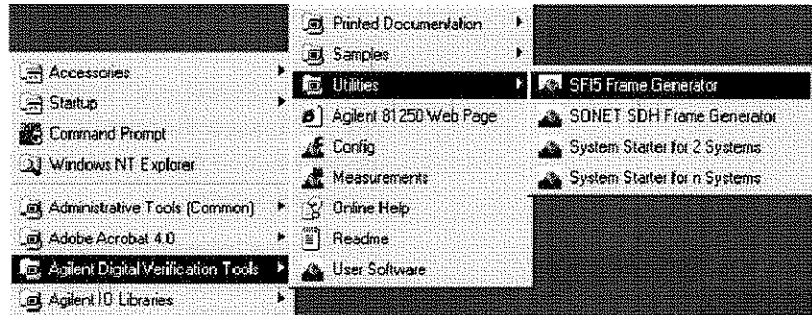 Accessories
Startup
Command Prompt
Windows NT Explorer
Administrative Tools (Common)
Adobe Acrobat 4.0
Agilent Digital Verification Tools
Agilent IO Libraries
Printed Documentation
Samples
Utilities
Agilent 81250 Web Page
Config
Measurements
Online Help
Readme
User Software
SFI5 Frame Generator
SONET SDH Frame Generator
System Starter for 2 Systems
System Starter for n Systems